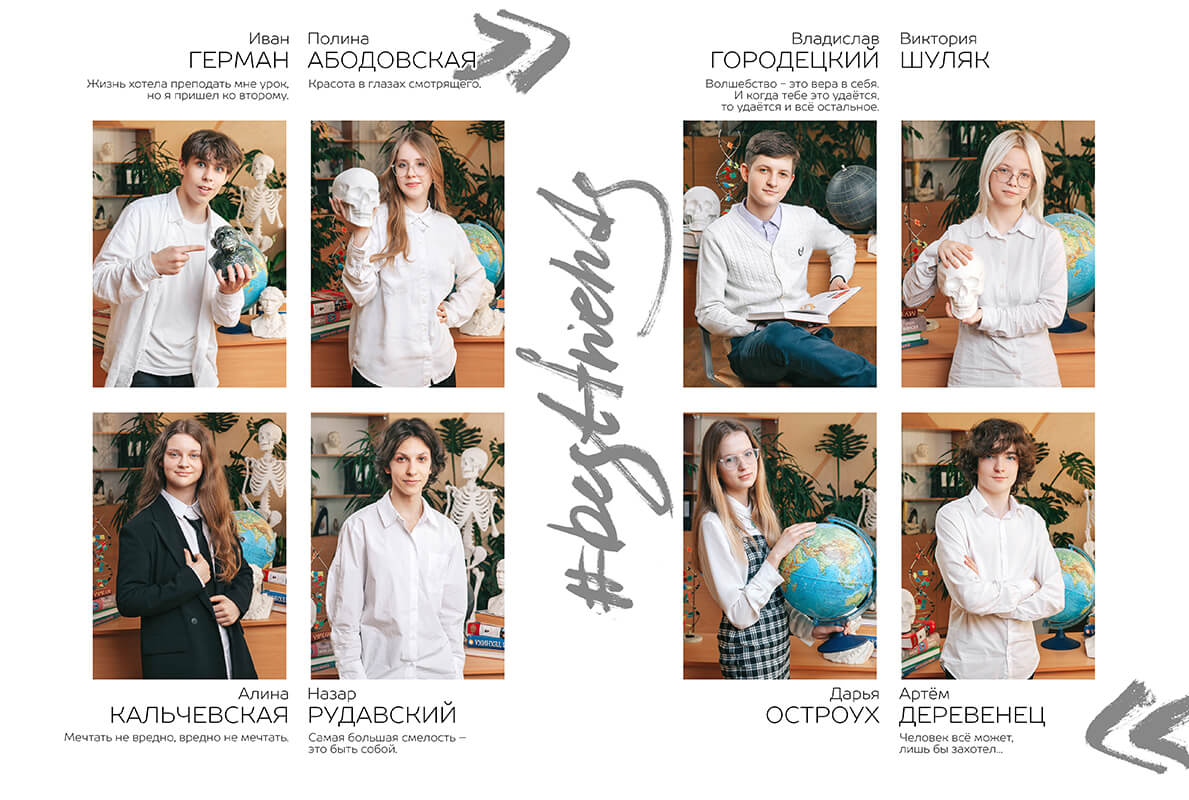 Иван
ГЕРМАН
Жизнь хотела преподать мне урок,
но я пришел ко второму.
Полина
АБОДОВСКАЯ
Красота в глазах смотрящего.
Владислав
ГОРОДЕЦКИЙ
Волшебство - это вера в себя.
И когда тебе это удаётся,
то удаётся и всё остальное.
Виктория
ШУЛЯК
#bestfriends
Алина
КАЛЬЧЕВСКАЯ
Мечтать не вредно, вредно не мечтать.
Назар
РУДАВСКИЙ
Самая большая смелость –
это быть собой.
Дарья
ОСТРОУХ
Артём
ДЕРЕВЕНЕЦ
Человек всё может,
лишь бы захотел...